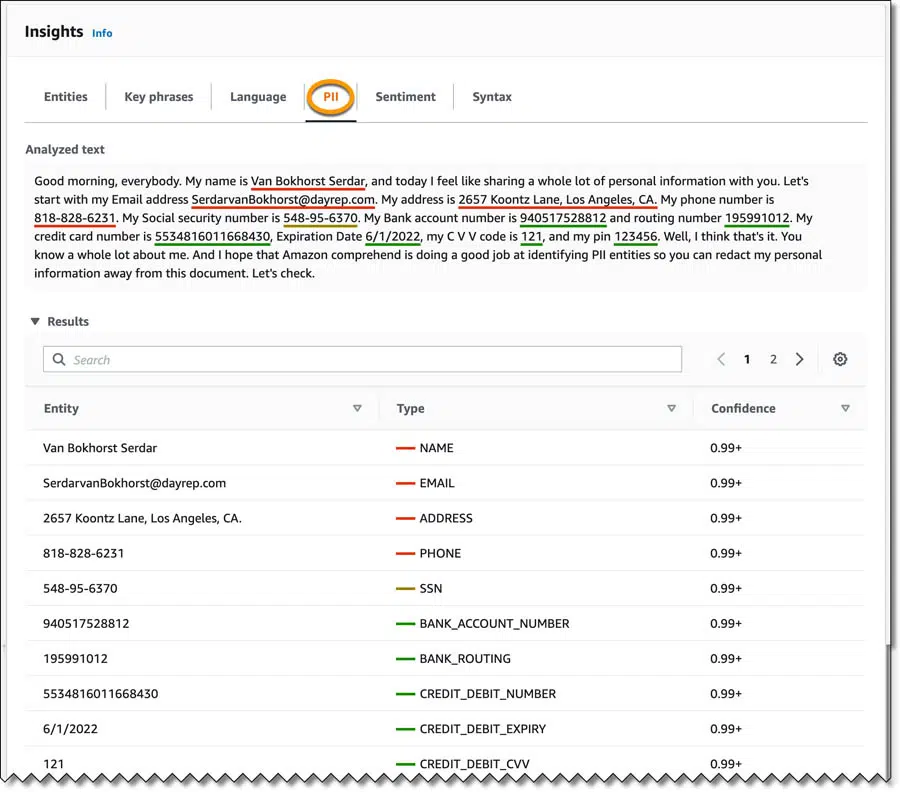 Insights Info
Entities Key phrases Language PII Sentiment Syntax
Analyzed text
Good morning, everybody. My name is Van Bokhorst Serdar, and today I feel like sharing a whole lot of personal information with you. Let's
start with my Email address SerdarvanBokhorst@dayrep.com. My address is 2657 Koontz Lane, Los Angeles, CA. My phone number is
818-828-6231. My Social security number is 548-95-6370. My Bank account number is 940517528812 and routing number 195991012. My
credit card number is 5534816011668430, Expiration Date 6/1/2022, my C V V code is 121, and my pin 123456. Well, I think that's it. You
know a whole lot about me. And I hope that Amazon comprehend is doing a good job at identifying PII entities so you can redact my personal
information away from this document. Let's check.
Results
Search 1 2
Entity Type Confidence
Van Bokhorst Serdar NAME 0.99+
SerdarvanBokhorst@dayrep.com EMAIL 0.99+
2657 Koontz Lane, Los Angeles, CA. ADDRESS 0.99+
818-828-6231 PHONE 0.99+
548-95-6370 SSN 0.99+
940517528812 BANK_ACCOUNT_NUMBER 0.99+
195991012 BANK_ROUTING 0.99+
5534816011668430 CREDIT_DEBIT_NUMBER 0.99+
6/1/2022 CREDIT_DEBIT_EXPIRY 0.99+
121 CREDIT_DEBIT_CVV 0.99+